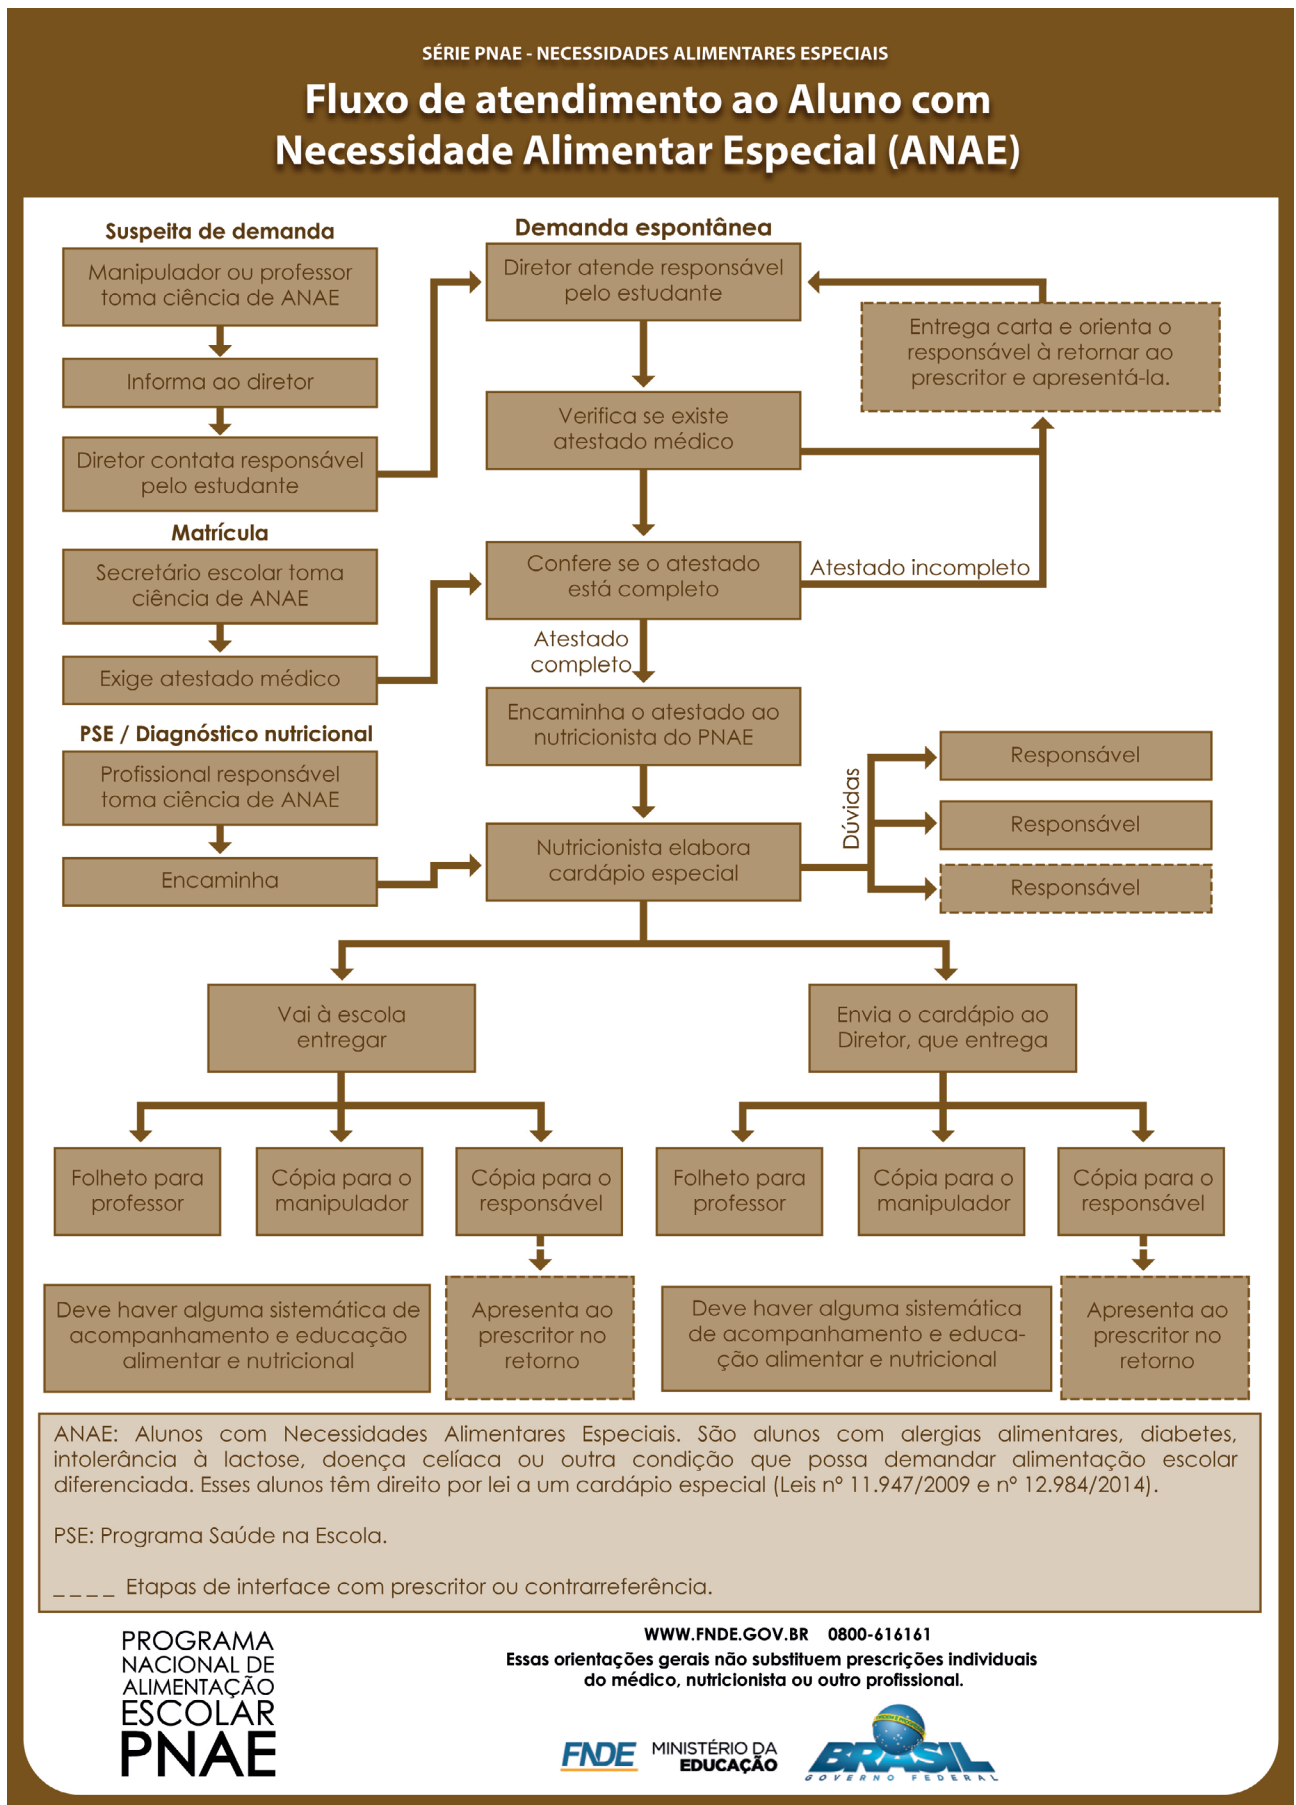 SÉRIE PNAE - NECESSIDADES ALIMENTARES ESPECIAIS
Fluxo de atendimento ao Aluno com
Necessidade Alimentar Especial (ANAE)
Suspeita de demanda
Manipulador ou professor
toma ciência de ANAE
Informa ao diretor
Diretor contata responsável
pelo estudante
Matrícula
Secretário escolar toma
ciência de ANAE
Exige atestado médico
PSE / Diagnóstico nutricional
Profissional responsável
toma ciência de ANAE
Encaminha
Demanda espontânea
Diretor atende responsável
pelo estudante
Verifica se existe
atestado médico
Confere se o atestado
está completo
Atestado
completo
Encaminha o atestado ao
nutricionista do PNAE
Nutricionista elabora
cardápio especial
Entrega carta e orienta o
responsável à retornar ao
prescritor e apresentá-la.
Atestado incompleto
Dúvidas
Responsável
Responsável
Responsável
Vai à escola
entregar
Folheto para
professor
Cópia para o
manipulador
Cópia para o
responsável
Deve haver alguma sistemática de
acompanhamento e educação
alimentar e nutricional
Apresenta ao
prescritor no
retorno
Envia o cardápio ao
Diretor, que entrega
Folheto para
professor
Cópia para o
manipulador
Cópia para o
responsável
Deve haver alguma sistemática
de acompanhamento e educa-
ção alimentar e nutricional
Apresenta ao
prescritor no
retorno
ANAE: Alunos com Necessidades Alimentares Especiais. São alunos com alergias alimentares, diabetes,
intolerância à lactose, doença celíaca ou outra condição que possa demandar alimentação escolar
diferenciada. Esses alunos têm direito por lei a um cardápio especial (Leis nº 11.947/2009 e nº 12.984/2014).
PSE: Programa Saúde na Escola.
_ _ _ _ Etapas de interface com prescritor ou contrarreferência.
PROGRAMA
NACIONAL DE
ALIMENTAÇÃO
ESCOLAR
PNAE
WWW.FNDE.GOV.BR 0800-616161
Essas orientações gerais não substituem prescrições individuais
do médico, nutricionista ou outro profissional.
FNDE
MINISTÉRIO DA
EDUCAÇÃO
BRASIL
GOVERNO FEDERAL